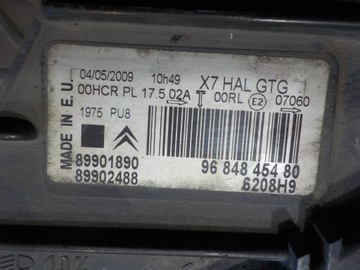 04/05/2009 10h49 X7 HAL GTG
00HCR PL 17.5 02A 00RL E2 07060
1975 PU8
MADE IN E.U.
89901890 96 848 454 80
89902488 6208H9
10%